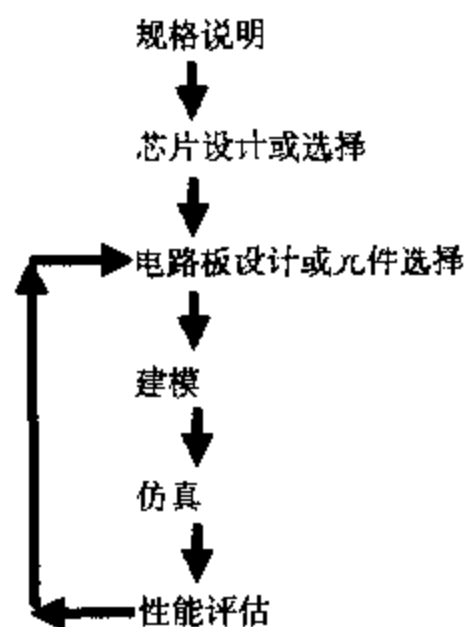 规格说明
芯片设计或选择
电路板设计或元件选择
建模
仿真
性能评估